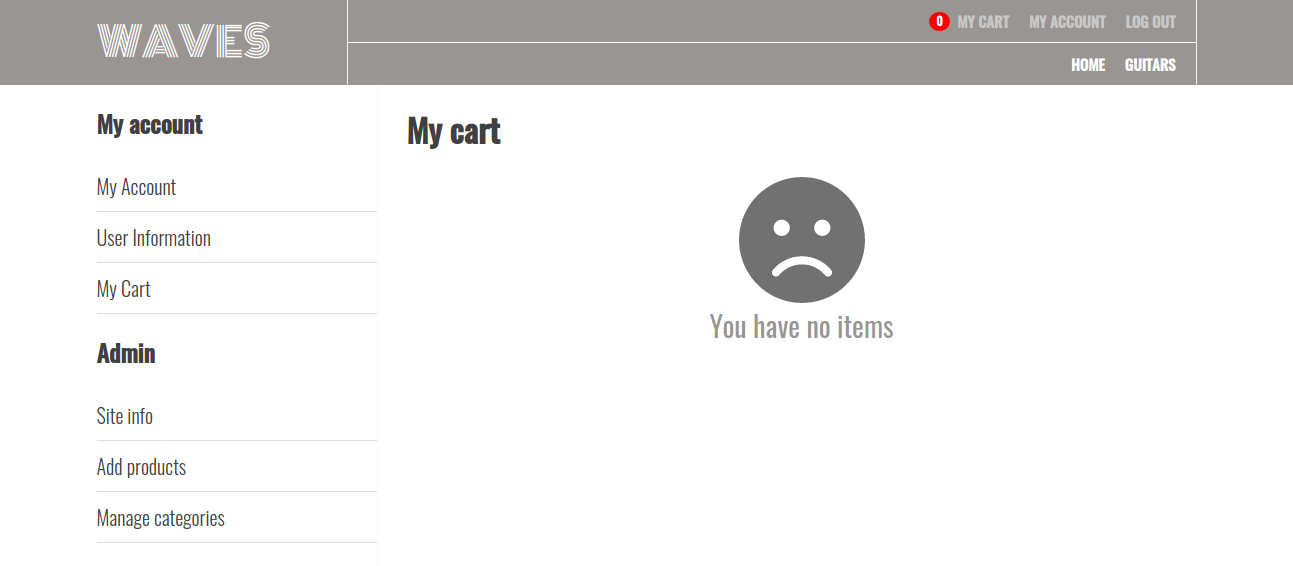 WAVES
0 MY CART MY ACCOUNT LOG OUT
HOME GUITARS
My account
My Account
User Information
My Cart
Admin
Site info
Add products
Manage categories
My cart
You have no items